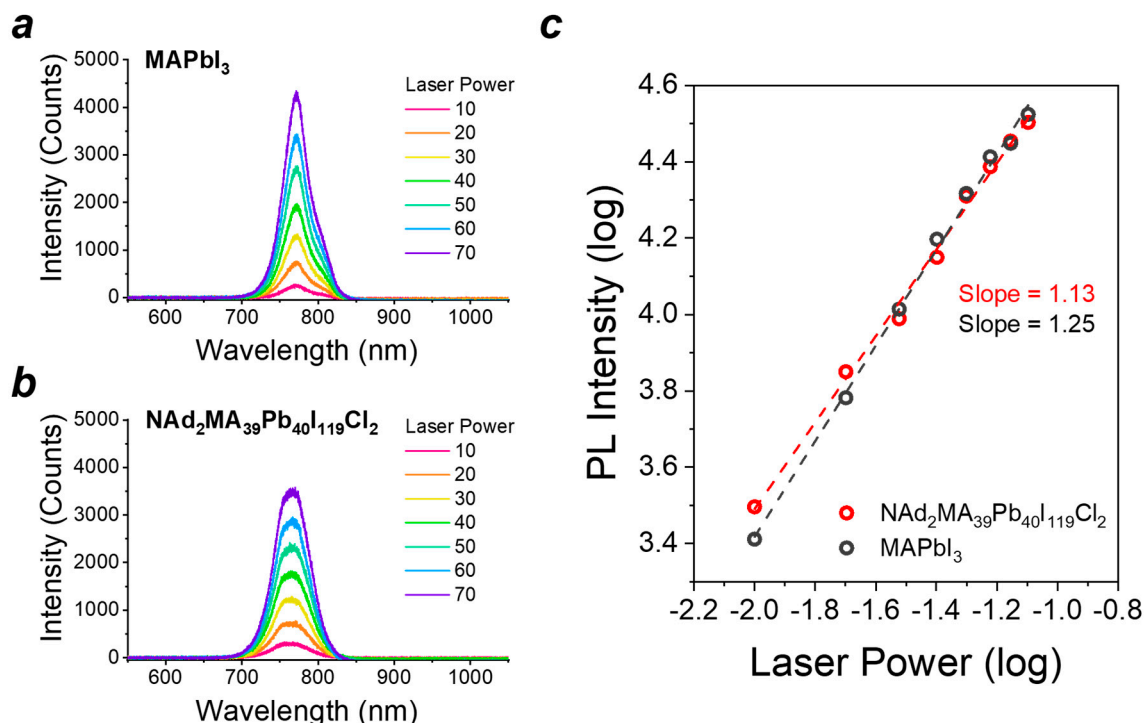 a
MAPbI3
Intensity (Counts)
5000
4000
3000
2000
1000
0
600 700 800 900 1000
Wavelength (nm)
Laser Power
10
20
30
40
50
60
70
b
NAd2MA39Pb40I119Cl2
Intensity (Counts)
5000
4000
3000
2000
1000
0
600 700 800 900 1000
Wavelength (nm)
Laser Power
10
20
30
40
50
60
70
c
PL Intensity (log)
4.6
4.4
4.2
4.0
3.8
3.6
3.4
Slope = 1.13
Slope = 1.25
NAd2MA39Pb40I119Cl2
MAPbI3
-2.2 -2.0 -1.8 -1.6 -1.4 -1.2 -1.0 -0.8
Laser Power (log)